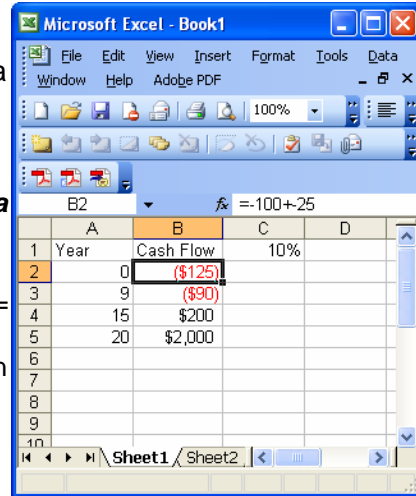 Microsoft Excel - Book1
File Edit View Insert Format Tools Data
Window Help Adobe PDF
100%
B2 fx =-100+-25
A B C D
1 Year Cash Flow 10%
2 0 ($125)
3 9 ($90)
4 15 $200
5 20 $2,000
6
7
8
9
10
Sheet1 / Sheet2
a
a
=